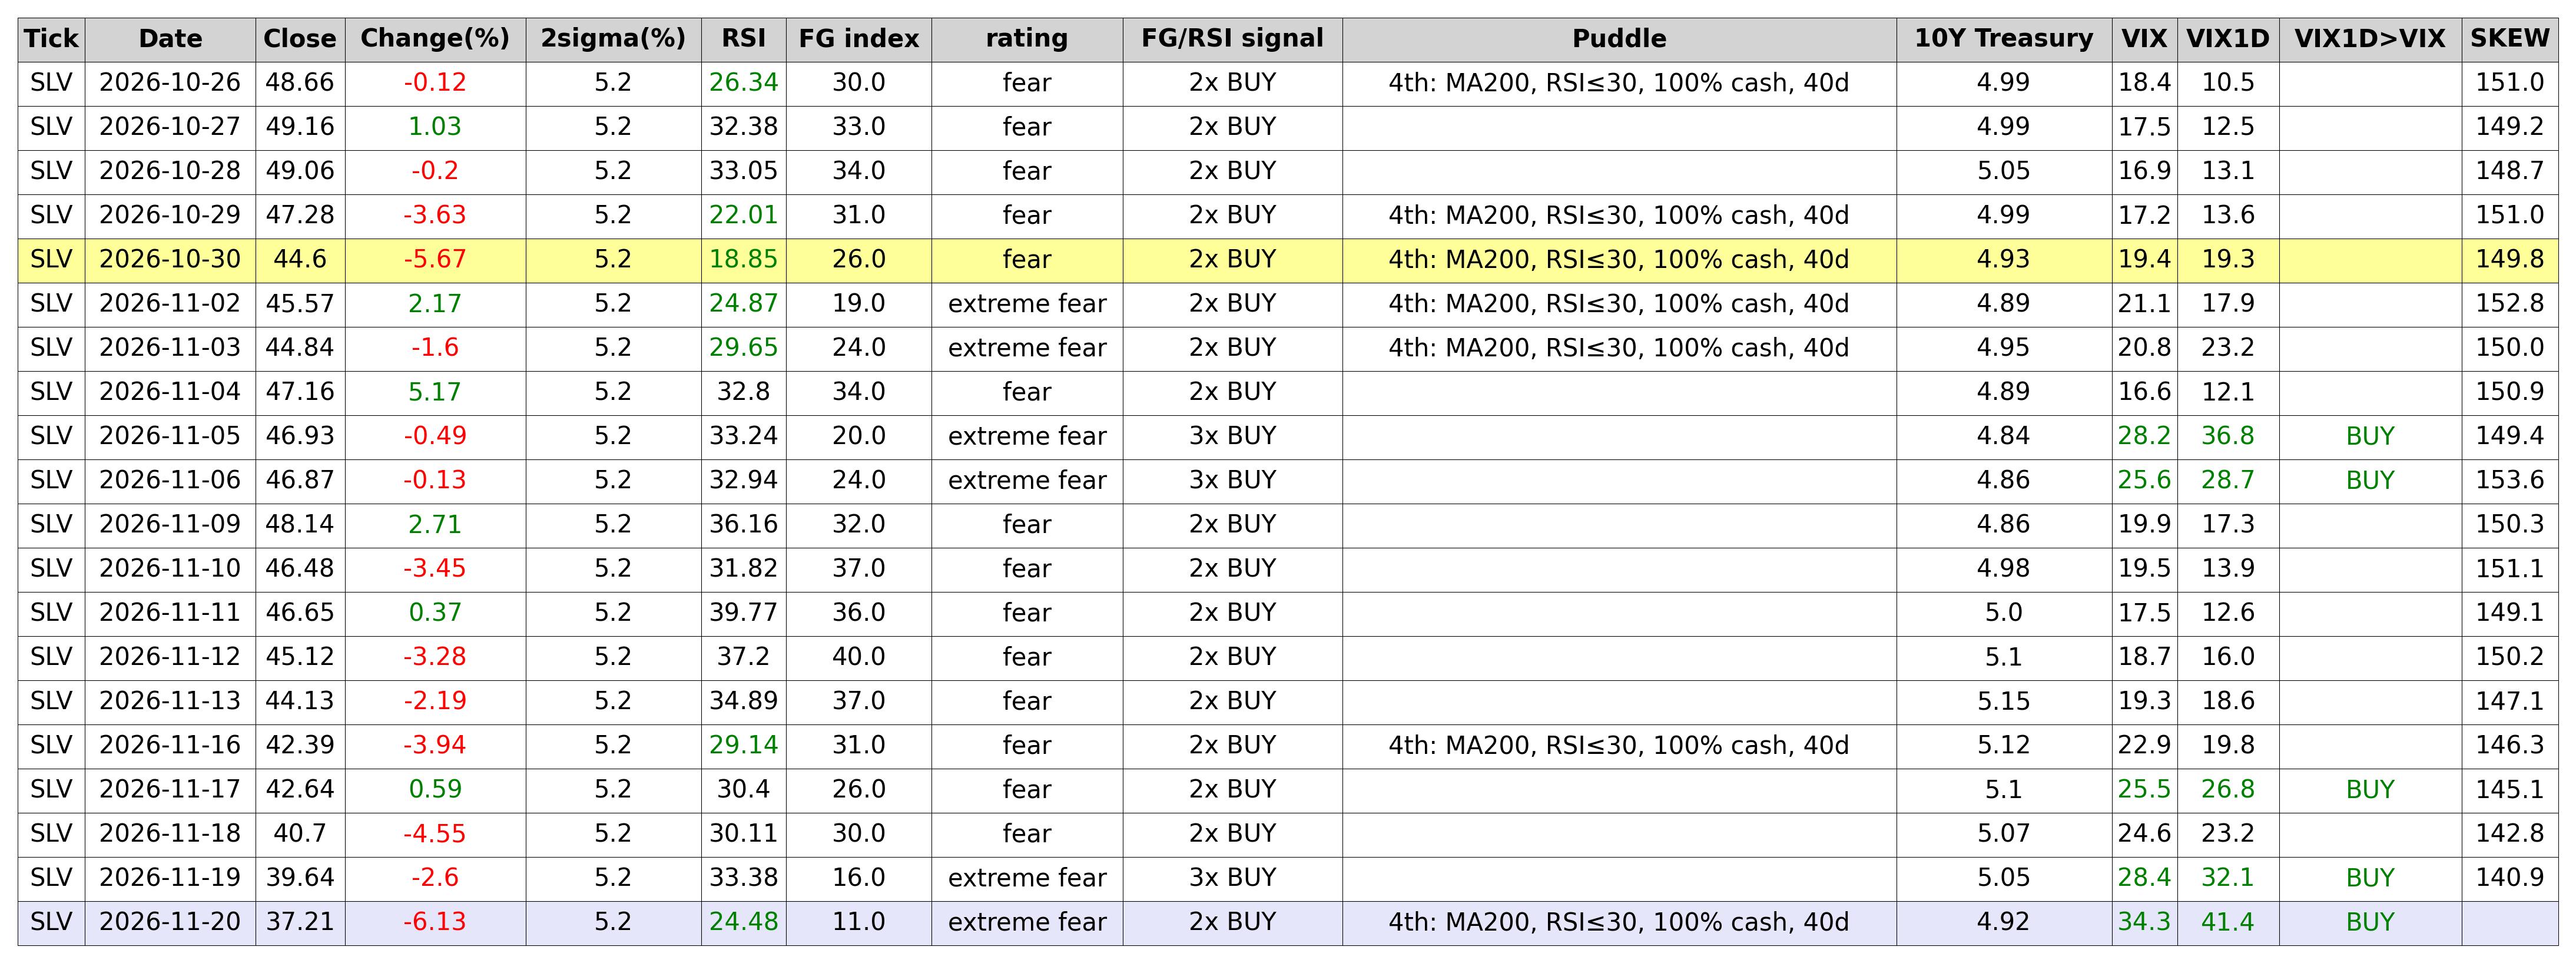 Tick Date Close Change(%) 2sigma(%) RSI FG index rating FG/RSI signal Puddle 10Y Treasury VIX VIX1D VIX1D>VIX SKEW
SLV 2026-10-26 48.66 -0.12 5.2 26.34 30.0 fear 2x BUY 4th: MA200, RSI≤30, 100% cash, 40d 4.99 18.4 10.5 151.0
SLV 2026-10-27 49.16 1.03 5.2 32.38 33.0 fear 2x BUY 4.99 17.5 12.5 149.2
SLV 2026-10-28 49.06 -0.2 5.2 33.05 34.0 fear 2x BUY 5.05 16.9 13.1 148.7
SLV 2026-10-29 47.28 -3.63 5.2 22.01 31.0 fear 2x BUY 4th: MA200, RSI≤30, 100% cash, 40d 4.99 17.2 13.6 151.0
SLV 2026-10-30 44.6 -5.67 5.2 18.85 26.0 fear 2x BUY 4th: MA200, RSI≤30, 100% cash, 40d 4.93 19.4 19.3 149.8
SLV 2026-11-02 45.57 2.17 5.2 24.87 19.0 extreme fear 2x BUY 4th: MA200, RSI≤30, 100% cash, 40d 4.89 21.1 17.9 152.8
SLV 2026-11-03 44.84 -1.6 5.2 29.65 24.0 extreme fear 2x BUY 4th: MA200, RSI≤30, 100% cash, 40d 4.95 20.8 23.2 150.0
SLV 2026-11-04 47.16 5.17 5.2 32.8 34.0 fear 2x BUY 4.89 16.6 12.1 150.9
SLV 2026-11-05 46.93 -0.49 5.2 33.24 20.0 extreme fear 3x BUY 4.84 28.2 36.8 BUY 149.4
SLV 2026-11-06 46.87 -0.13 5.2 32.94 24.0 extreme fear 3x BUY 4.86 25.6 28.7 BUY 153.6
SLV 2026-11-09 48.14 2.71 5.2 36.16 32.0 fear 2x BUY 4.86 19.9 17.3 150.3
SLV 2026-11-10 46.48 -3.45 5.2 31.82 37.0 fear 2x BUY 4.98 19.5 13.9 151.1
SLV 2026-11-11 46.65 0.37 5.2 39.77 36.0 fear 2x BUY 5.0 17.5 12.6 149.1
SLV 2026-11-12 45.12 -3.28 5.2 37.2 40.0 fear 2x BUY 5.1 18.7 16.0 150.2
SLV 2026-11-13 44.13 -2.19 5.2 34.89 37.0 fear 2x BUY 5.15 19.3 18.6 147.1
SLV 2026-11-16 42.39 -3.94 5.2 29.14 31.0 fear 2x BUY 4th: MA200, RSI≤30, 100% cash, 40d 5.12 22.9 19.8 146.3
SLV 2026-11-17 42.64 0.59 5.2 30.4 26.0 fear 2x BUY 5.1 25.5 26.8 BUY 145.1
SLV 2026-11-18 40.7 -4.55 5.2 30.11 30.0 fear 2x BUY 5.07 24.6 23.2 142.8
SLV 2026-11-19 39.64 -2.6 5.2 33.38 16.0 extreme fear 3x BUY 5.05 28.4 32.1 BUY 140.9
SLV 2026-11-20 37.21 -6.13 5.2 24.48 11.0 extreme fear 2x BUY 4th: MA200, RSI≤30, 100% cash, 40d 4.92 34.3 41.4 BUY